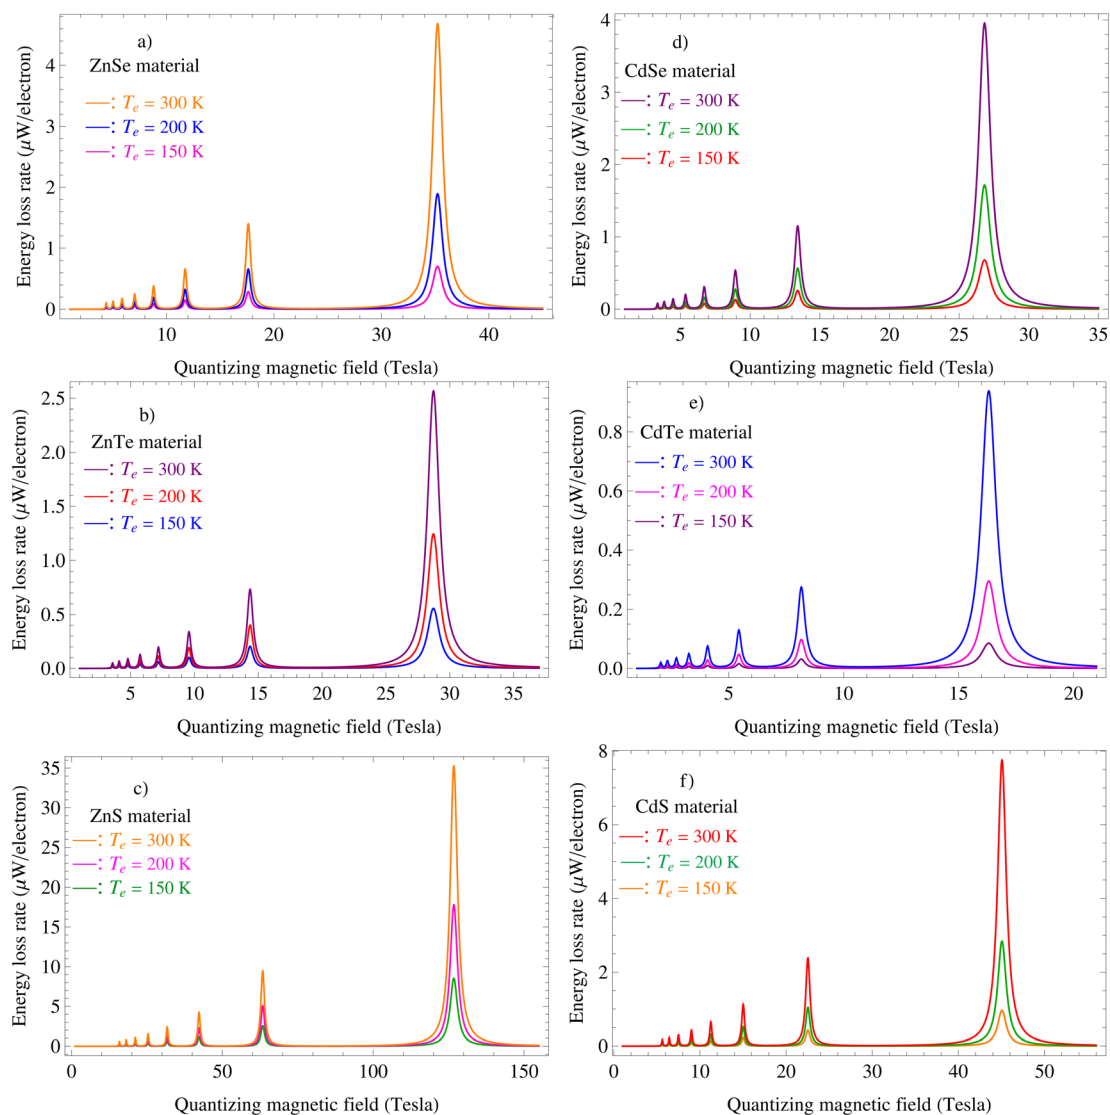 a)
ZnSe material
: Te = 300 K
: Te = 200 K
: Te = 150 K
Energy loss rate (μW/electron)
0
1
2
3
4
10
20
30
40
Quantizing magnetic field (Tesla)
d)
CdSe material
: Te = 300 K
: Te = 200 K
: Te = 150 K
Energy loss rate (μW/electron)
0
1
2
3
4
5
10
15
20
25
30
35
Quantizing magnetic field (Tesla)
b)
ZnTe material
: Te = 300 K
: Te = 200 K
: Te = 150 K
Energy loss rate (μW/electron)
0.0
0.5
1.0
1.5
2.0
2.5
5
10
15
20
25
30
35
Quantizing magnetic field (Tesla)
e)
CdTe material
: Te = 300 K
: Te = 200 K
: Te = 150 K
Energy loss rate (μW/electron)
0.0
0.2
0.4
0.6
0.8
5
10
15
20
Quantizing magnetic field (Tesla)
c)
ZnS material
: Te = 300 K
: Te = 200 K
: Te = 150 K
Energy loss rate (μW/electron)
0
5
10
15
20
25
30
35
0
50
100
150
Quantizing magnetic field (Tesla)
f)
CdS material
: Te = 300 K
: Te = 200 K
: Te = 150 K
Energy loss rate (μW/electron)
0
2
4
6
8
0
10
20
30
40
50
Quantizing magnetic field (Tesla)